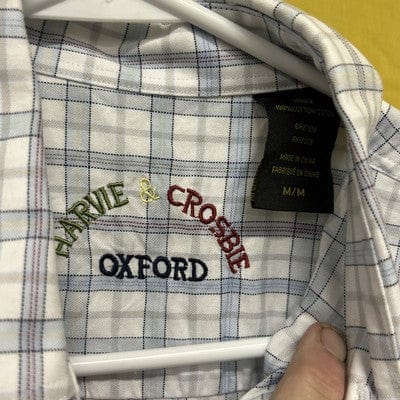 HARVIE & CROSBIE
OXFORD
MADE IN CHINA
FABRIQUÉ EN CHINE
M/M